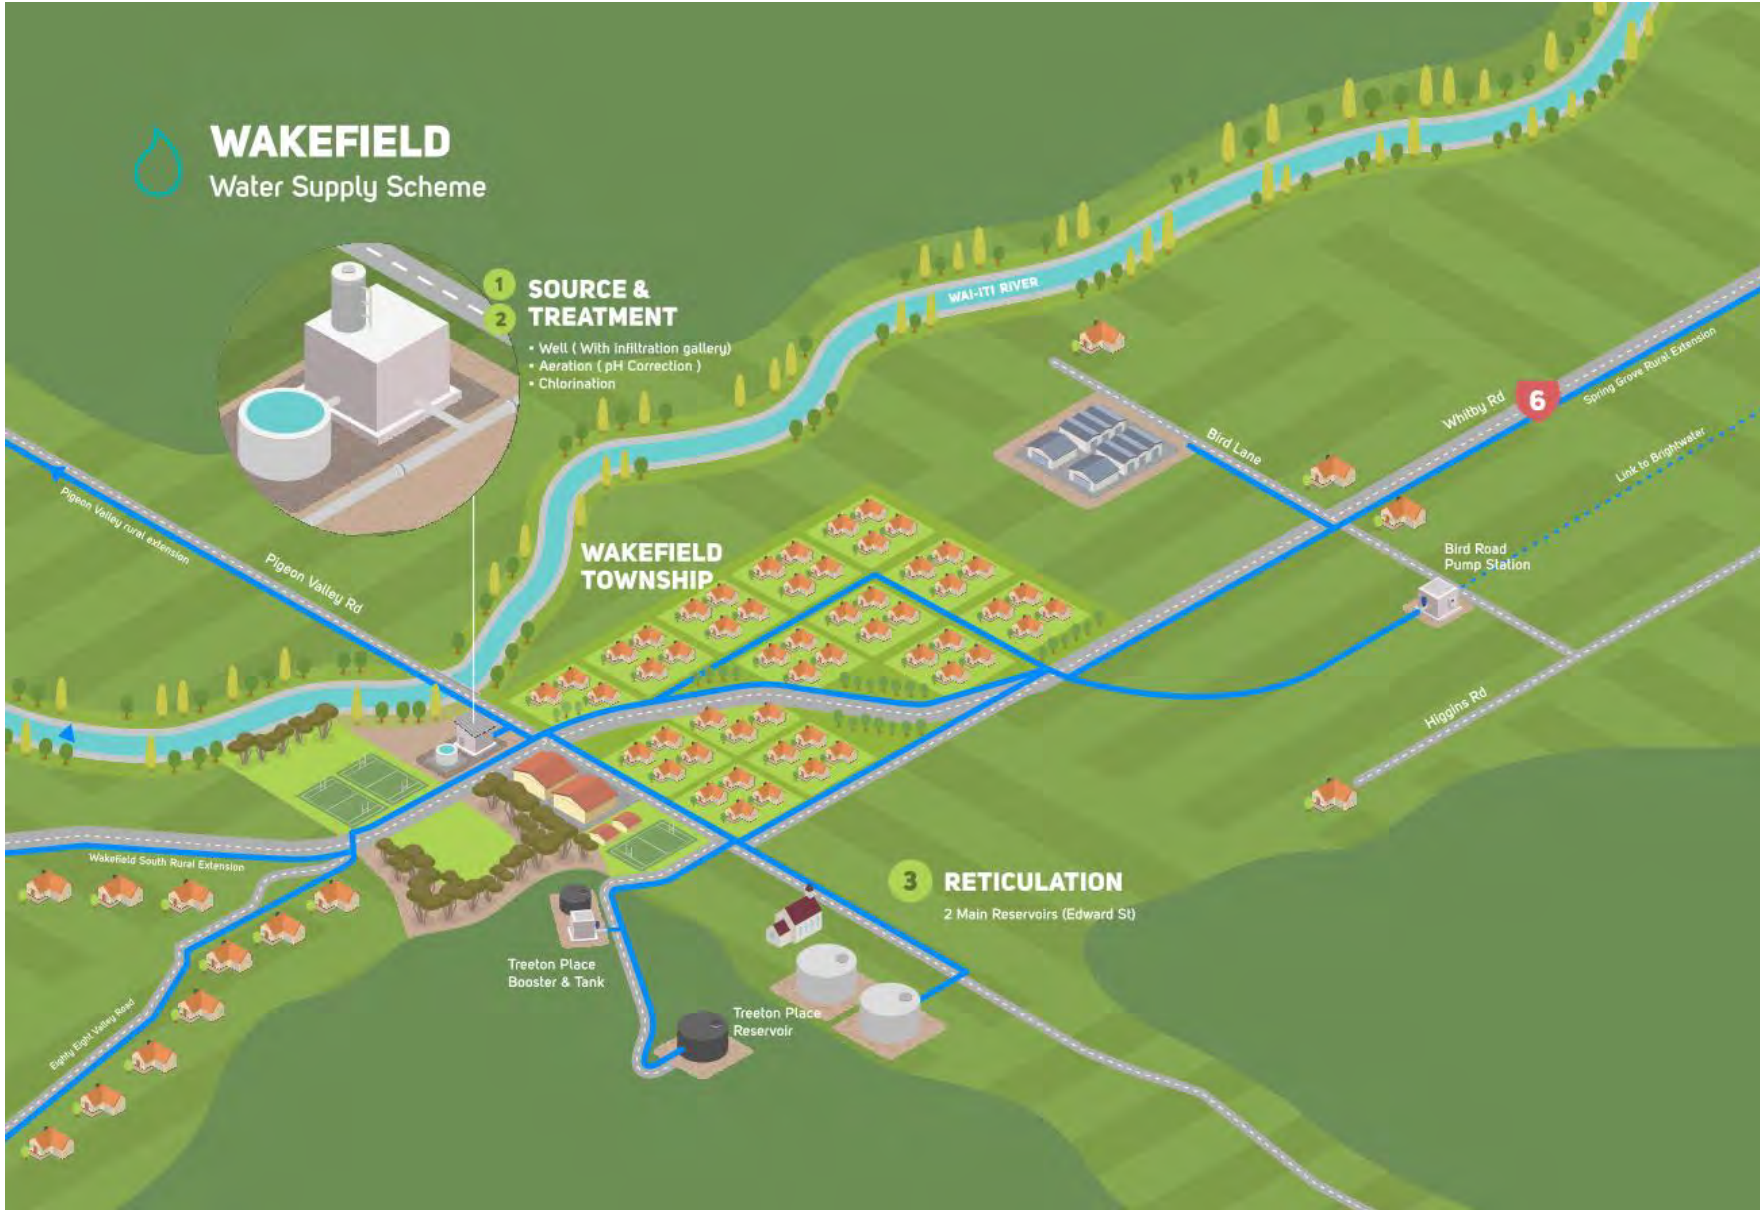 WAKEFIELD
Water Supply Scheme
1
2
SOURCE &
TREATMENT
• Well ( With infiltration gallery)
• Aeration ( pH Correction )
• Chlorination
WAI-ITI RIVER
Spring Grove Rural Extension
6
Whitby Rd
Bird Lane
Link to Brightwater
Pigeon Valley rural extension
Pigeon Valley Rd
WAKEFIELD
TOWNSHIP
Bird Road
Pump Station
Higgins Rd
Wakefield South Rural Extension
3
RETICULATION
2 Main Reservoirs (Edward St)
Treeton Place
Booster & Tank
Treeton Place
Reservoir
Eighty Eight Valley Road